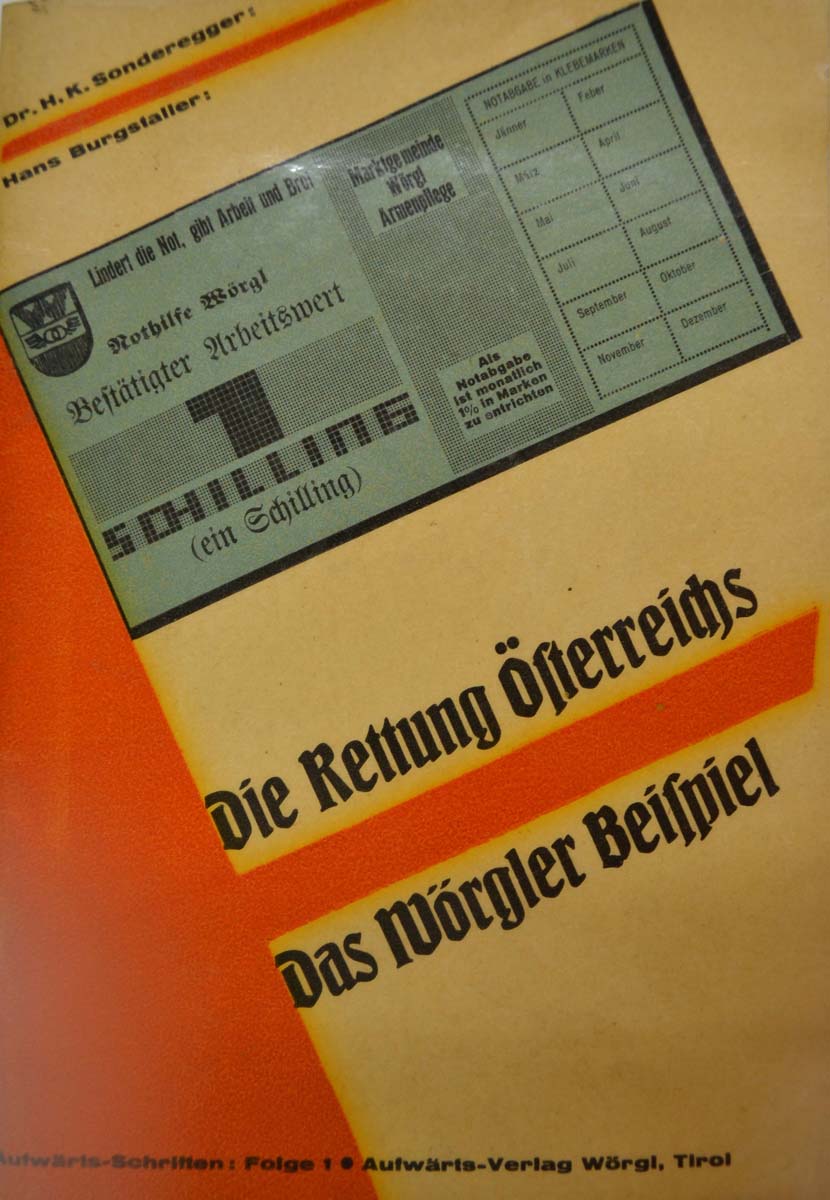 Dr. H. K. Sonderegger:
Hans Burgstaller:
Lindert die Not, gibt Arbeit und Brot
Nothilfe Wörgl
Bestätigter Arbeitswert
1
SCHILLING
(ein Schilling)
Marktgemeinde
Wörgl
Armenpflege
Als
Notabgabe
ist monatlich
1% in Marken
zu entrichten
NOTABGABE in KLEBEMARKEN
Jänner Feber
März April
Mai Juni
Juli August
September Oktober
November Dezember
Die Rettung Österreichs
Das Wörgler Beispiel
Aufwärts-Schriften: Folge 1 • Aufwärts-Verlag Wörgl, Tirol